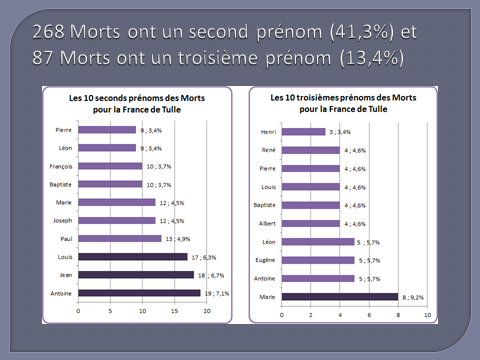 268 Morts ont un second prénom (41,3%) et
87 Morts ont un troisième prénom (13,4%)
Les 10 seconds prénoms des Morts
pour la France de Tulle
Pierre 9 ; 3,4%
Léon 9 ; 3,4%
François 10 ; 3,7%
Baptiste 10 ; 3,7%
Marie 12 ; 4,5%
Joseph 12 ; 4,5%
Paul 13 ; 4,9%
Louis 17 ; 6,3%
Jean 18 ; 6,7%
Antoine 19 ; 7,1%
0 5 10 15 20
Les 10 troisièmes prénoms des Morts
pour la France de Tulle
Henri 3 ; 3,4%
René 4 ; 4,6%
Pierre 4 ; 4,6%
Louis 4 ; 4,6%
Baptiste 4 ; 4,6%
Albert 4 ; 4,6%
Léon 5 ; 5,7%
Eugène 5 ; 5,7%
Antoine 5 ; 5,7%
Marie 8 ; 9,2%
0 2 4 6 8 10